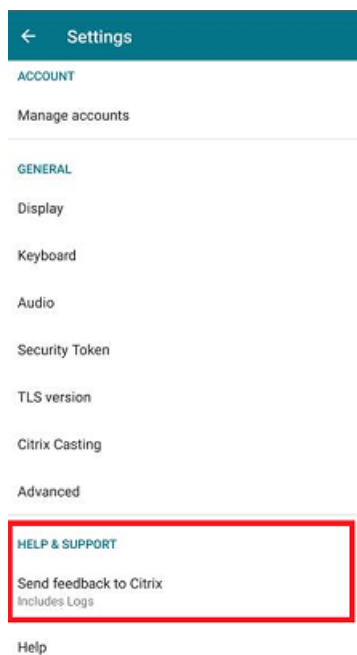 Settings
ACCOUNT
Manage accounts
GENERAL
Display
Keyboard
Audio
Security Token
TLS version
Citrix Casting
Advanced
HELP & SUPPORT
Send feedback to Citrix
Includes Logs
Help